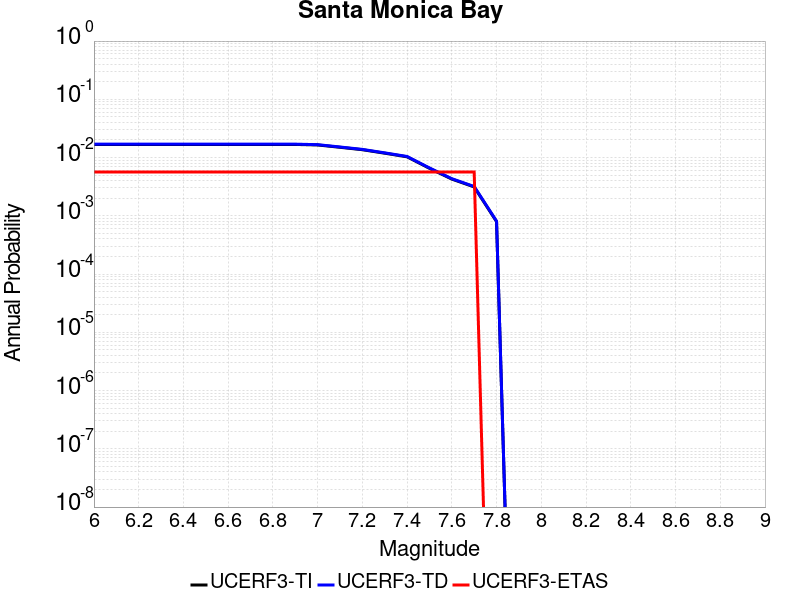 Santa Monica Bay
10^0
10^-1
10^-2
10^-3
10^-4
10^-5
10^-6
10^-7
10^-8
Annual Probability
6 6.2 6.4 6.6 6.8 7 7.2 7.4 7.6 7.8 8 8.2 8.4 8.6 8.8 9
Magnitude
UCERF3-TI UCERF3-TD UCERF3-ETAS